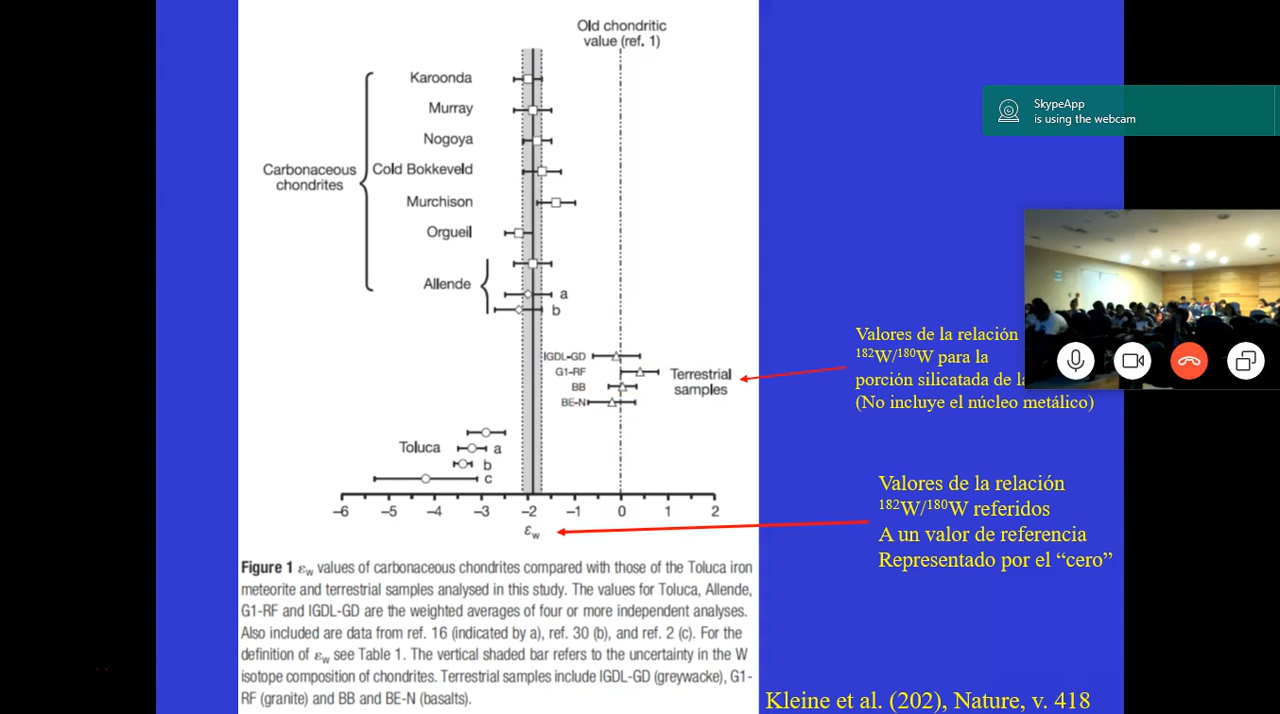 Old chondritic
value (ref. 1)
Karoonda
Murray
Nogoya
Carbonaceous
chondrites
Cold Bokkeveld
Murchison
Orgueil
Allende
a
b
IGDL-GD
G1-RF
BB
BE-N
Terrestrial
samples
Toluca
a
b
c
–6 –5 –4 –3 –2 –1 0 1 2
εw
Figure 1 εw values of carbonaceous chondrites compared with those of the Toluca iron
meteorite and terrestrial samples analysed in this study. The values for Toluca, Allende,
G1-RF and IGDL-GD are the weighted averages of four or more independent analyses.
Also included are data from ref. 16 (indicated by a), ref. 30 (b), and ref. 2 (c). For the
definition of εw see Table 1. The vertical shaded bar refers to the uncertainty in the W
isotope composition of chondrites. Terrestrial samples include IGDL-GD (greywacke), G1-
RF (granite) and BB and BE-N (basalts).
SkypeApp
is using the webcam
Valores de la relación
182W/180W para la
porción silicatada de
(No incluye el núcleo metálico)
Valores de la relación
182W/180W referidos
A un valor de referencia
Representado por el “cero”
Kleine et al. (202), Nature, v. 418